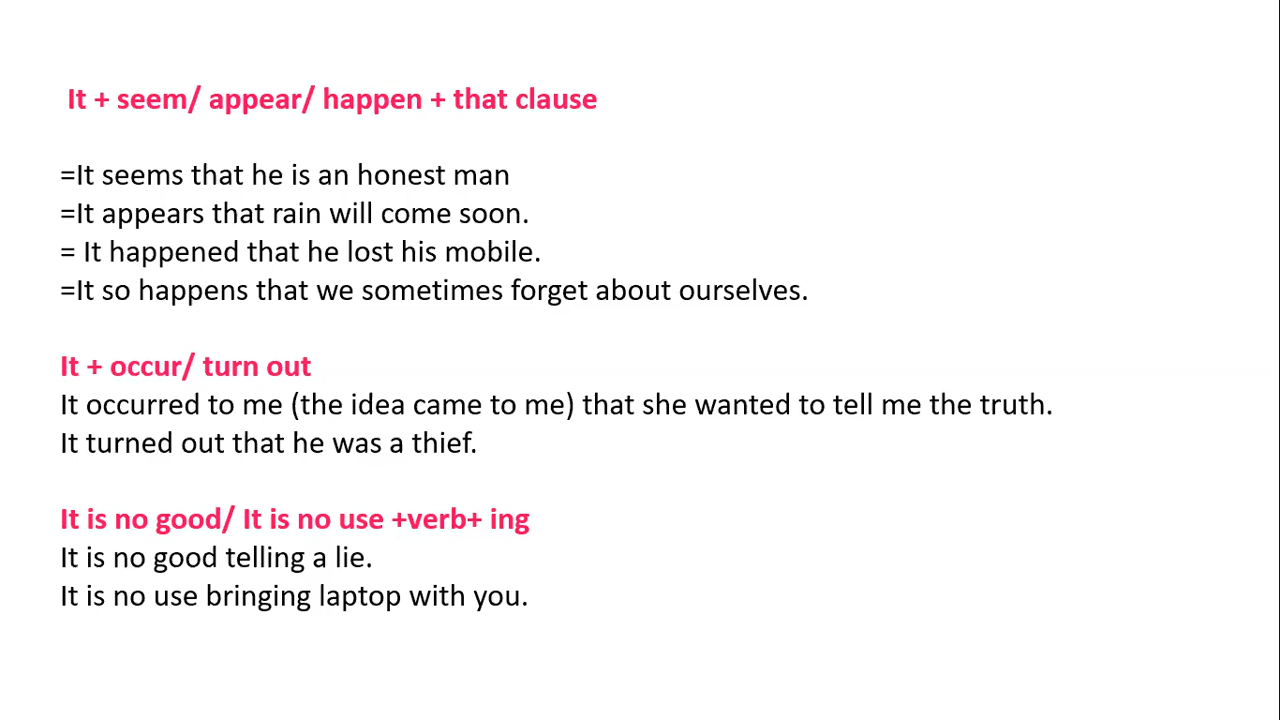 It + seem/ appear/ happen + that clause
=It seems that he is an honest man
=It appears that rain will come soon.
= It happened that he lost his mobile.
=It so happens that we sometimes forget about ourselves.
It + occur/ turn out
It occurred to me (the idea came to me) that she wanted to tell me the truth.
It turned out that he was a thief.
It is no good/ It is no use +verb+ ing
It is no good telling a lie.
It is no use bringing laptop with you.